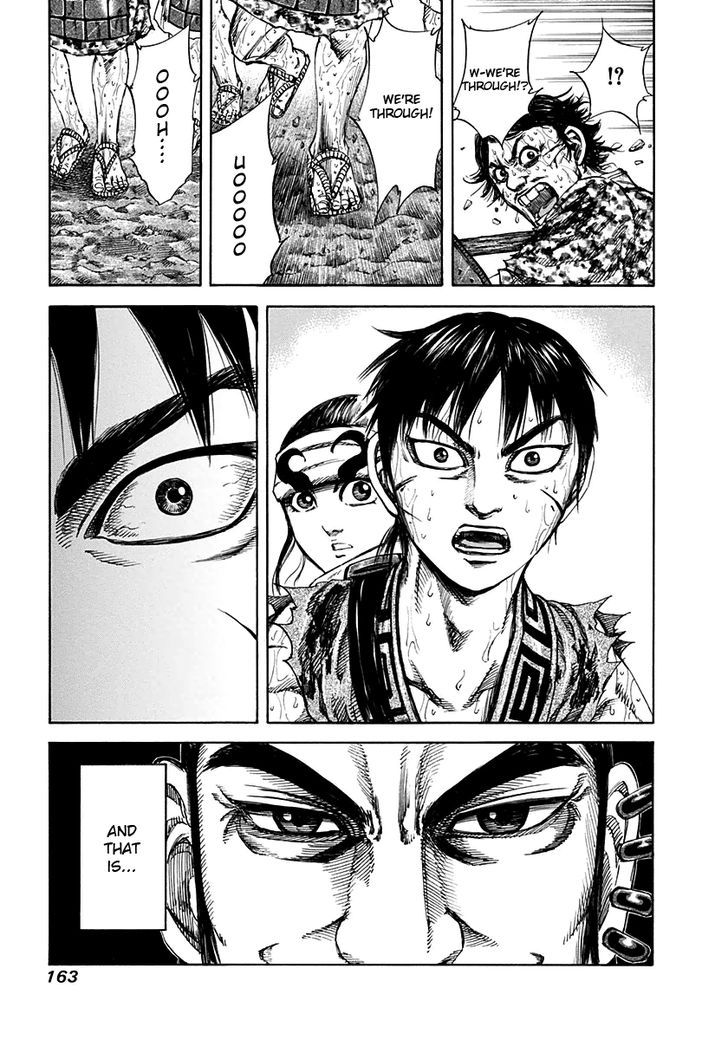 !?
W-WE'RE
THROUGH!?
WE'RE
THROUGH!
UOOOOO
OOOH...
AND
THAT
IS...
163